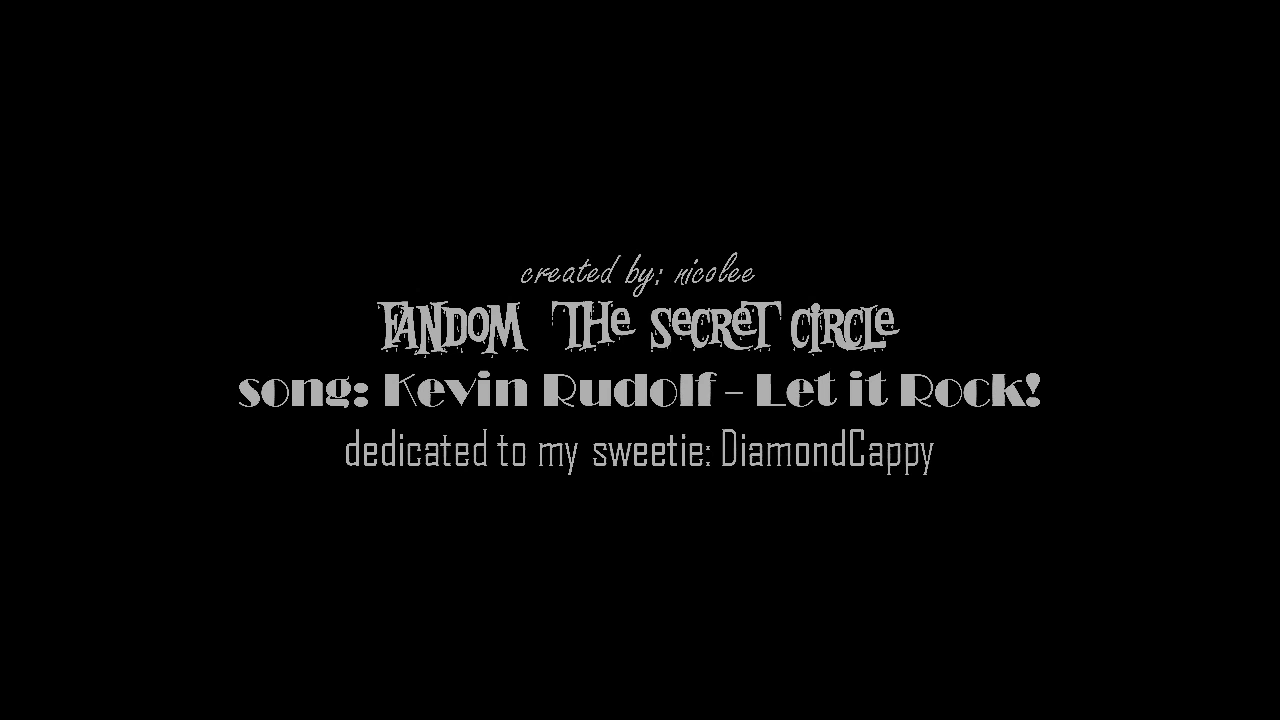 created by: nicolee
FANDOM THe secreT circLe
song: Kevin Rudolf - Let it Rock!
dedicated to my sweetie: DiamondCappy